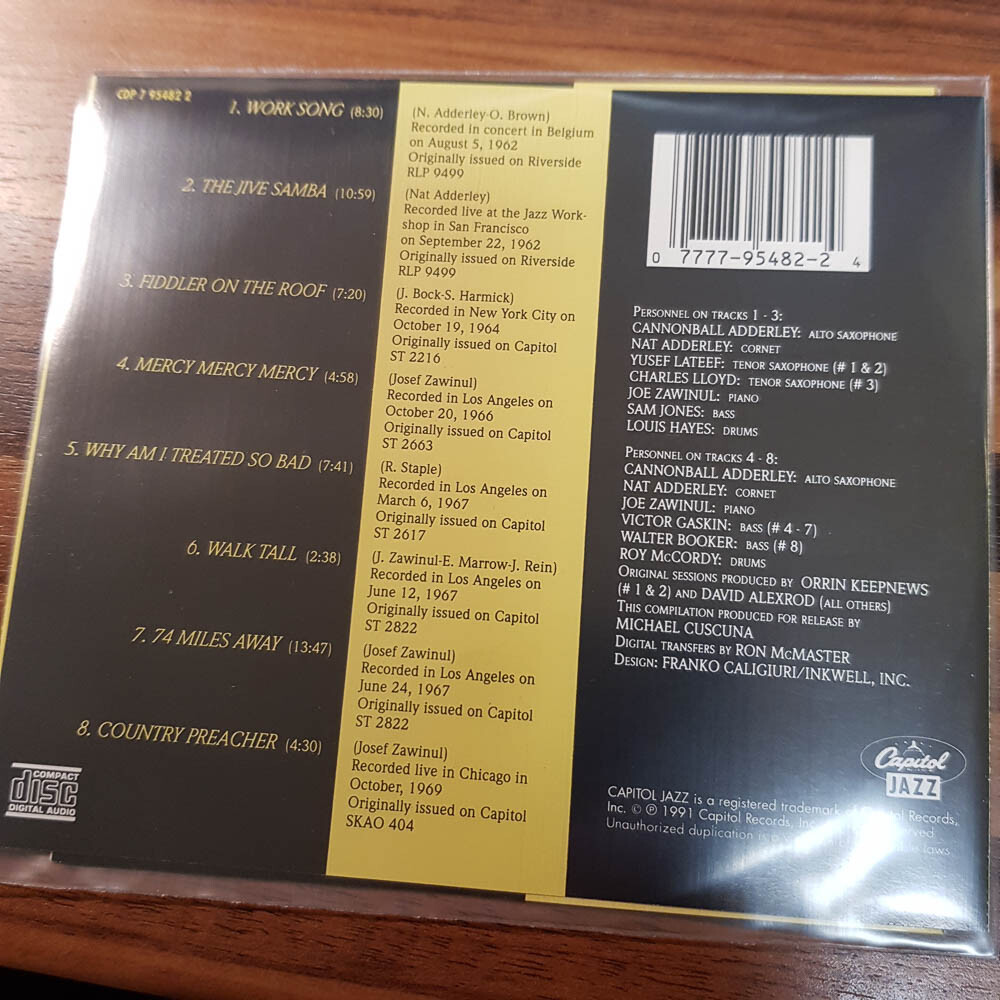 CDP 7 95482 2
1. WORK SONG (8:30)
(N. Adderley-O. Brown)
Recorded in concert in Belgium
on August 5, 1962
Originally issued on Riverside
RLP 9499
2. THE JIVE SAMBA (10:59)
(Nat Adderley)
Recorded live at the Jazz Work-
shop in San Francisco
on September 22, 1962
Originally issued on Riverside
RLP 9499
3. FIDDLER ON THE ROOF (7:20)
(J. Bock-S. Harmick)
Recorded in New York City on
October 19, 1964
Originally issued on Capitol
ST 2216
4. MERCY MERCY MERCY (4:58)
(Josef Zawinul)
Recorded in Los Angeles on
October 20, 1966
Originally issued on Capitol
ST 2663
5. WHY AM I TREATED SO BAD (7:41)
(R. Staple)
Recorded in Los Angeles on
March 6, 1967
Originally issued on Capitol
ST 2617
6. WALK TALL (2:38)
(J. Zawinul-E. Marrow-J. Rein)
Recorded in Los Angeles on
June 12, 1967
Originally issued on Capitol
ST 2822
7. 74 MILES AWAY (13:47)
(Josef Zawinul)
Recorded in Los Angeles on
June 24, 1967
Originally issued on Capitol
ST 2822
8. COUNTRY PREACHER (4:30)
(Josef Zawinul)
Recorded live in Chicago in
October, 1969
Originally issued on Capitol
SKAO 404
COMPACT
disc
DIGITAL AUDIO
0 7777-95482-2 4
PERSONNEL ON TRACKS 1 - 3:
CANNONBALL ADDERLEY: ALTO SAXOPHONE
NAT ADDERLEY: CORNET
YUSEF LATEEF: TENOR SAXOPHONE (# 1 & 2)
CHARLES LLOYD: TENOR SAXOPHONE (# 3)
JOE ZAWINUL: PIANO
SAM JONES: BASS
LOUIS HAYES: DRUMS
PERSONNEL ON TRACKS 4 - 8:
CANNONBALL ADDERLEY: ALTO SAXOPHONE
NAT ADDERLEY: CORNET
JOE ZAWINUL: PIANO
VICTOR GASKIN: BASS (# 4 - 7)
WALTER BOOKER: BASS (# 8)
ROY MCCORDY: DRUMS
ORIGINAL SESSIONS PRODUCED BY ORRIN KEEPNEWS
(# 1 & 2) AND DAVID ALEXROD (ALL OTHERS)
THIS COMPILATION PRODUCED FOR RELEASE BY
MICHAEL CUSCUNA
DIGITAL TRANSFERS BY RON MCMASTER
DESIGN: FRANKO CALIGIURI/INKWELL, INC.
Capitol
JAZZ
CAPITOL JAZZ is a registered trademark of Capitol Records,
Inc. © ℗ 1991 Capitol Records, Inc.
Unauthorized duplication is laws